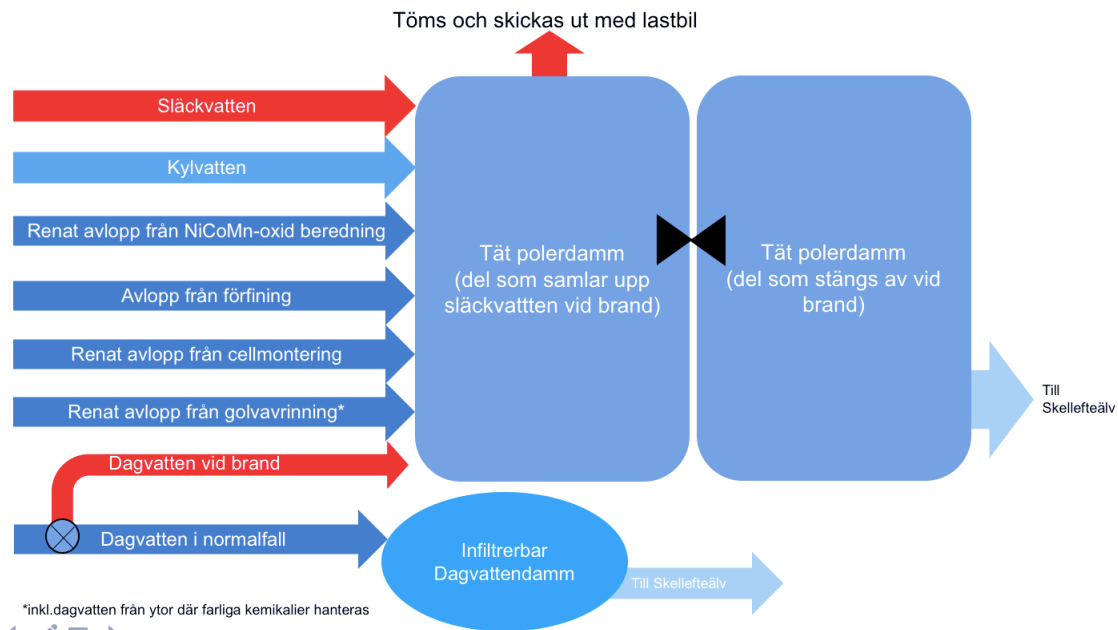 Töms och skickas ut med lastbil
Släckvatten
Kylvatten
Renat avlopp från NiCoMn-oxid beredning
Avlopp från förfining
Renat avlopp från cellmontering
Renat avlopp från golvavrinning*
Dagvatten vid brand
Dagvatten i normalfall
Tät polerdamm
(del som samlar upp
släckvattten vid brand)
Tät polerdamm
(del som stängs av vid
brand)
Till
Skellefteälv
Infiltrerbar
Dagvattendamm
Till Skellefteälv
*inkl.dagvatten från ytor där farliga kemikalier hanteras